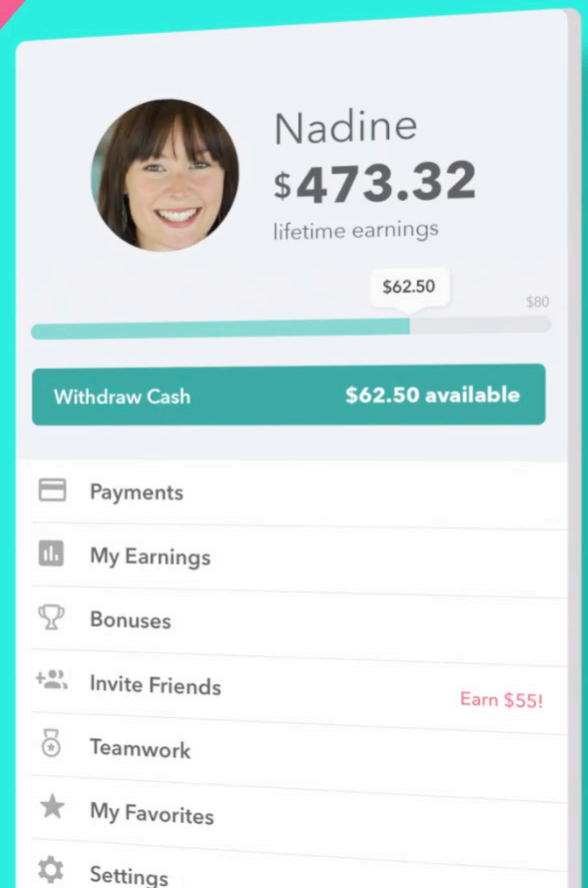 Nadine
$473.32
lifetime earnings
$62.50
$80
Withdraw Cash $62.50 available
Payments
My Earnings
Bonuses
Invite Friends Earn $55!
Teamwork
My Favorites
Settings